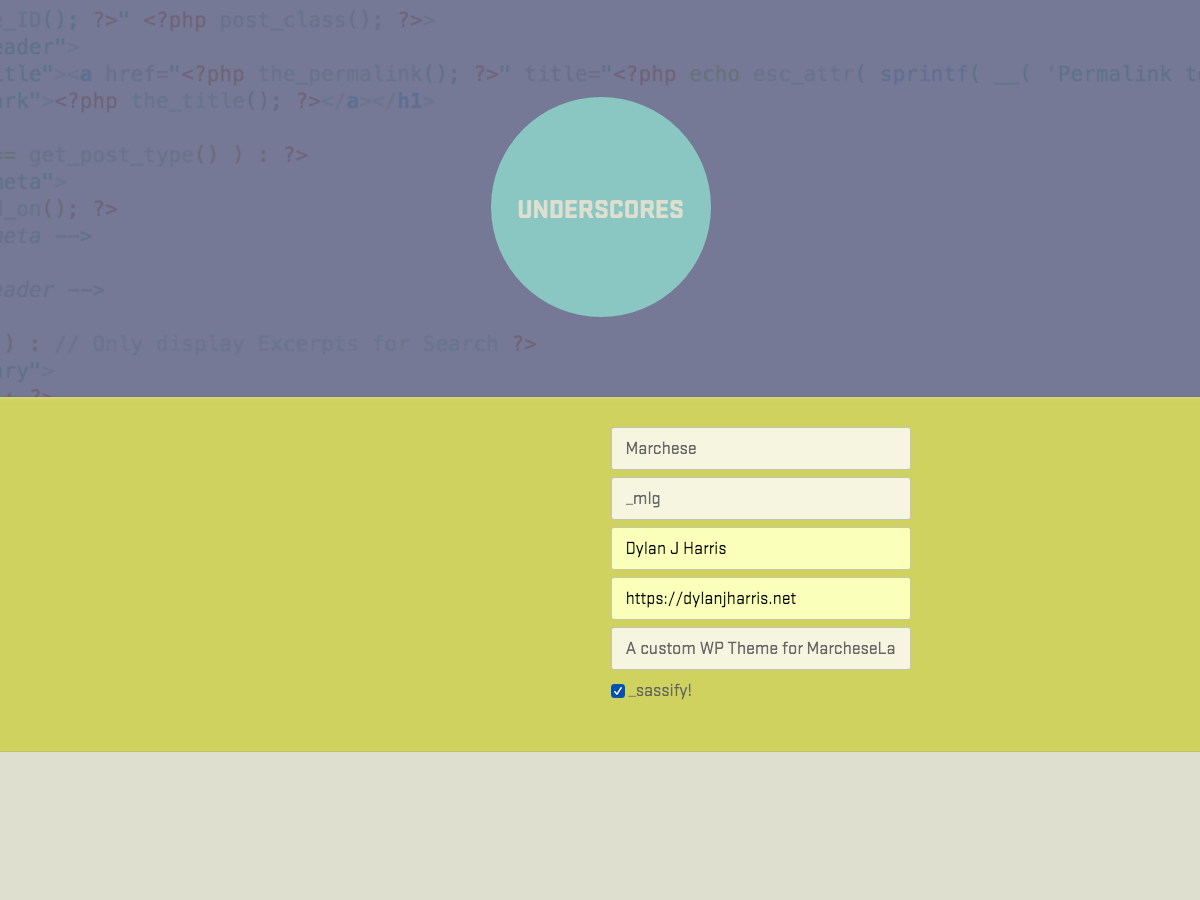 _ID(); ?>" <?php post_class(); ?>>
eader">
itle"><a href="<?php the_permalink(); ?>" title="<?php echo esc_attr( sprintf( __( 'Permalink to
ark"><?php the_title(); ?></a></h1>
== get_post_type() ) : ?>
meta">
d_on(); ?>
meta -->
eader -->
) : // Only display Excerpts for Search ?>
ary">
; ?>
UNDERSCORES
Marchese
_mlg
Dylan J Harris
https://dylanjharris.net
A custom WP Theme for MarcheseLa
_sassify!